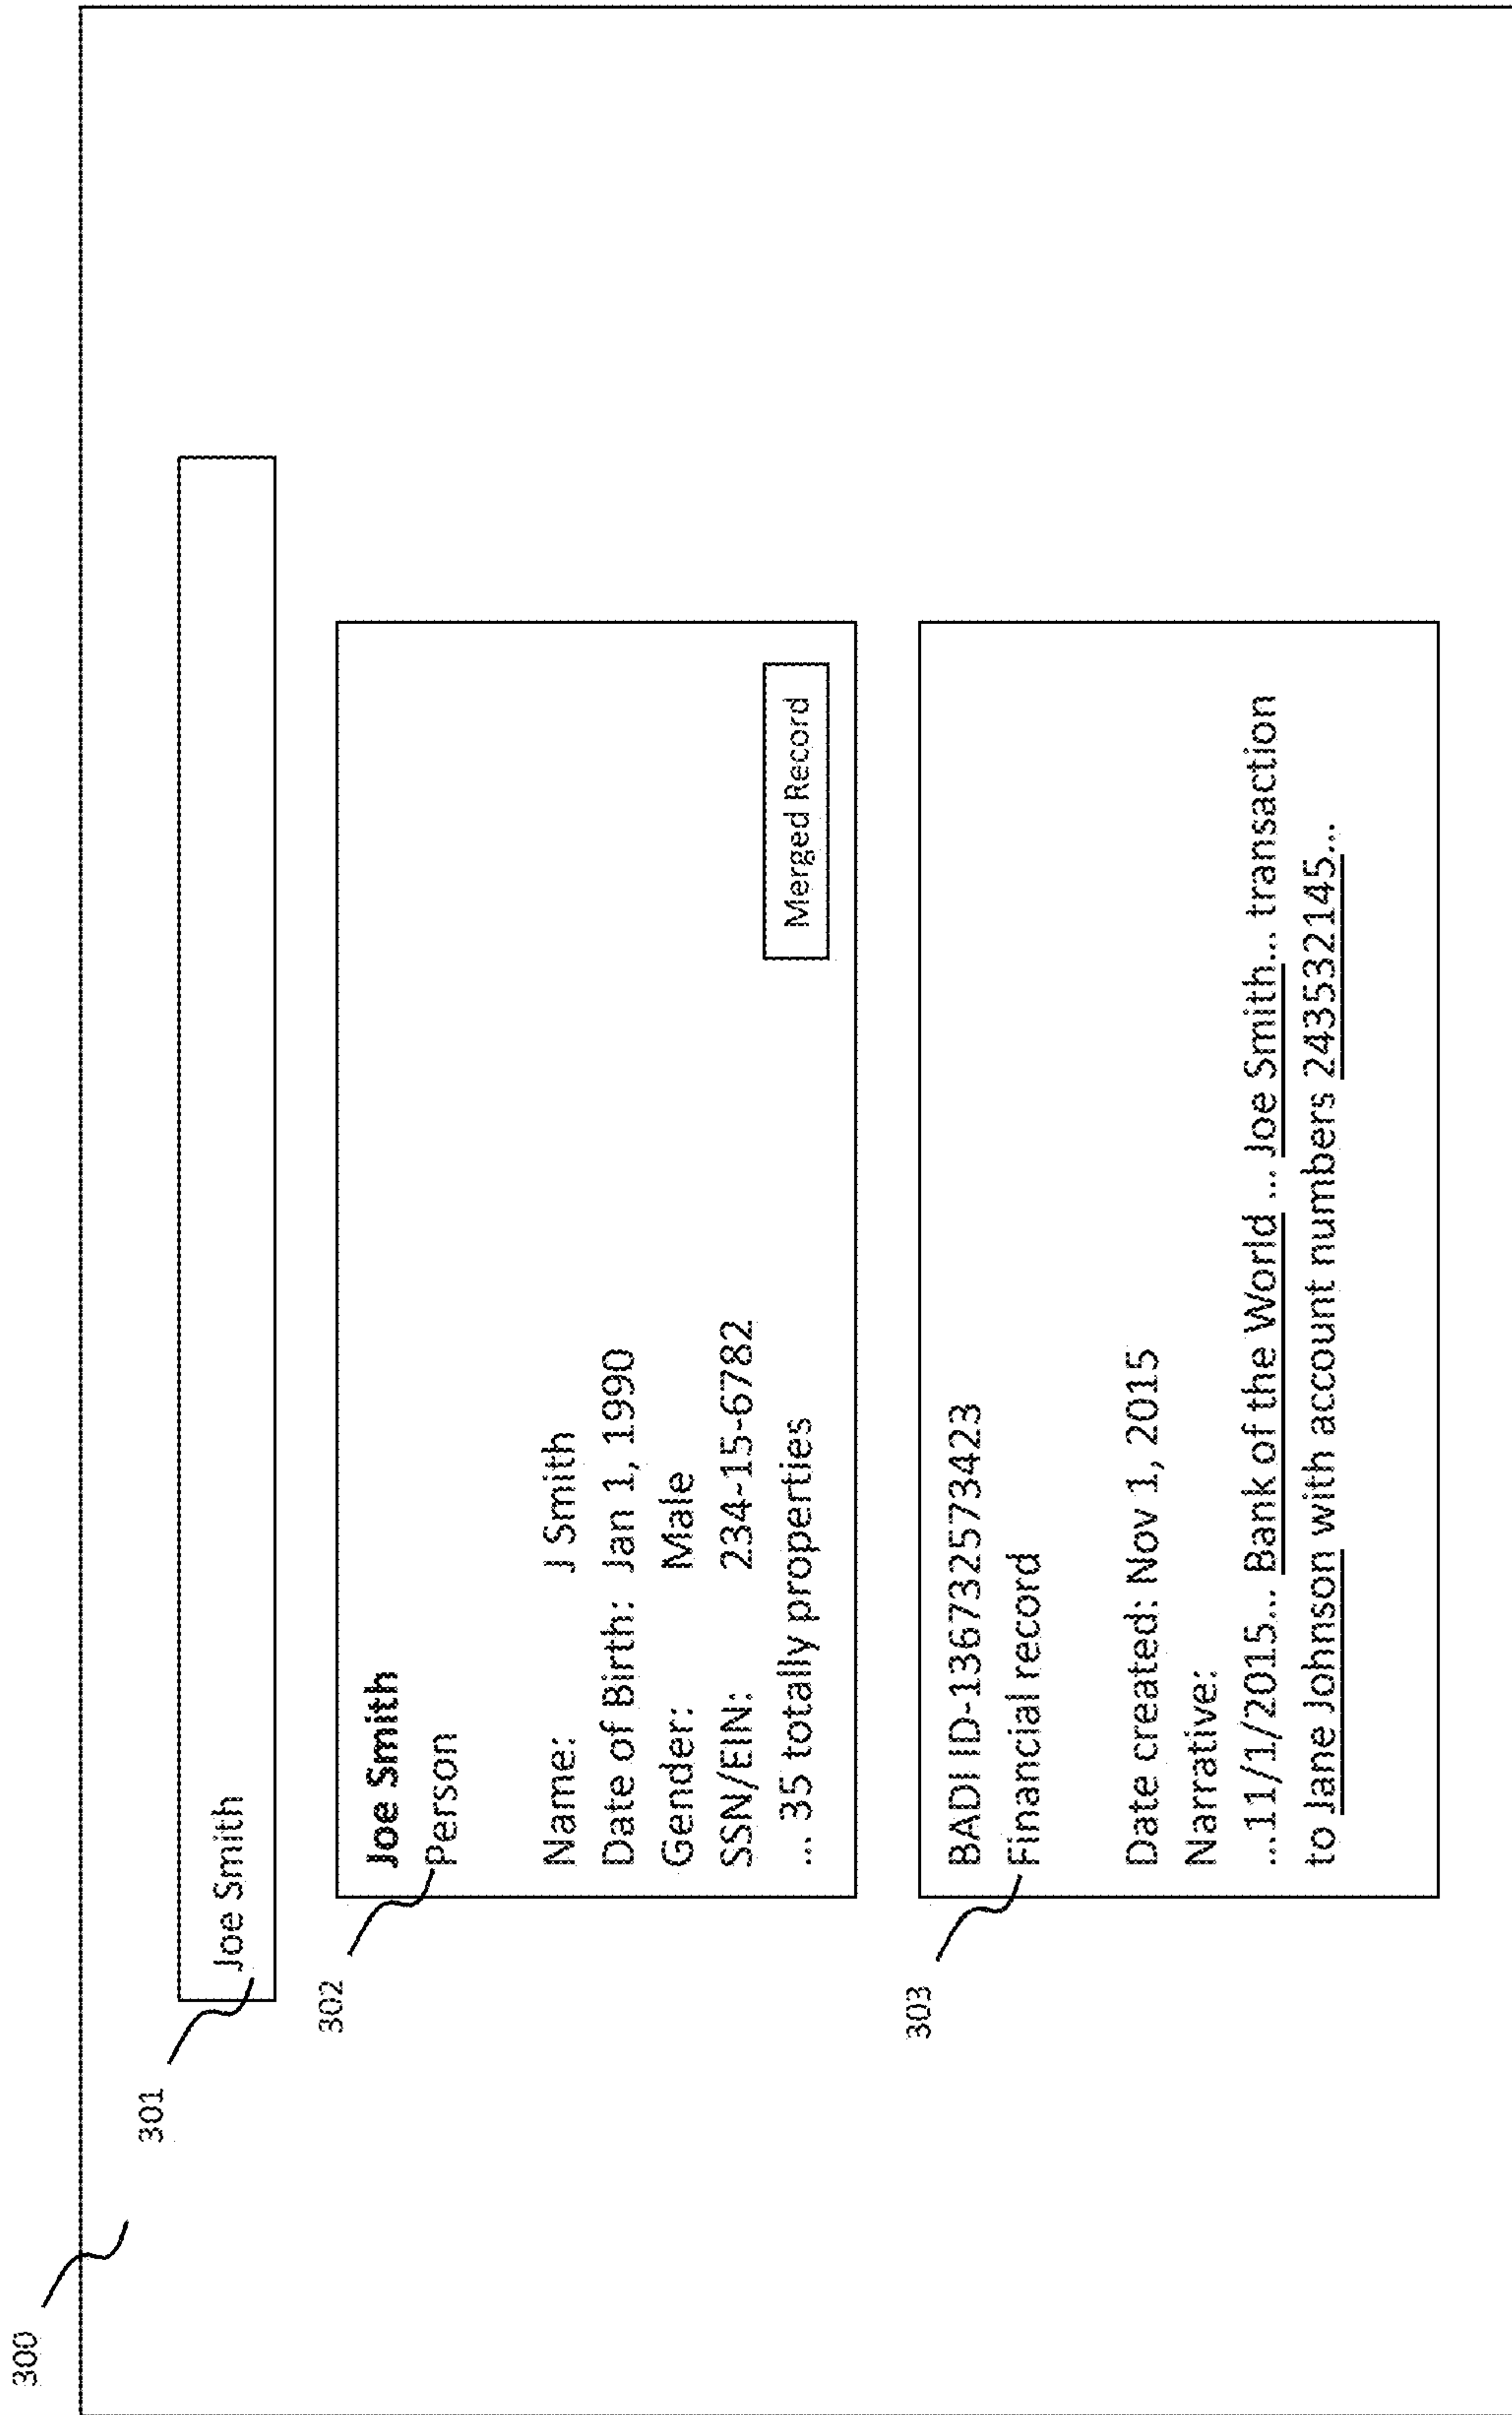 300
301
Joe Smith
302
Joe Smith
Person
Name: J Smith
Date of Birth: Jan 1, 1990
Gender: Male
SSN/EIN: 234-15-6782
... 35 totally properties
Merged Record
303
BADI ID-1367325573423
Financial record
Date created: Nov 1, 2015
Narrative:
...11/1/2015... Bank of the World ... Joe Smith... transaction
to Jane Johnson with account numbers 243532145...